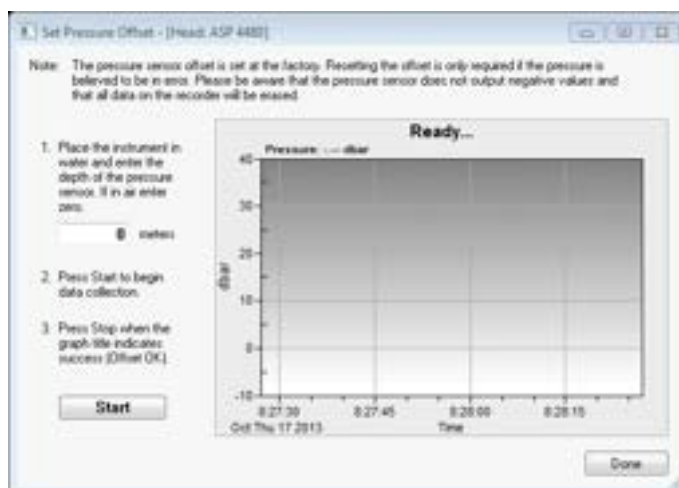 Set Pressure Offset - [Head: ASP 4480]
Note: The pressure sensor offset is set at the factory. Resetting the offset is only required if the pressure is
believed to be in error. Please be aware that the pressure sensor does not output negative values and
that all data on the recorder will be erased.
1. Place the instrument in
water and enter the
depth of the pressure
sensor. If in air enter
zero.
0 meters
2. Press Start to begin
data collection.
3. Press Stop when the
graph title indicates
success (Offset OK).
Start
Ready...
Pressure: -.-- dbar
40
30
20
10
0
-10
dbar
8:27:30 8:27:45 8:28:00 8:28:15
Oct Thu 17 2013 Time
Done